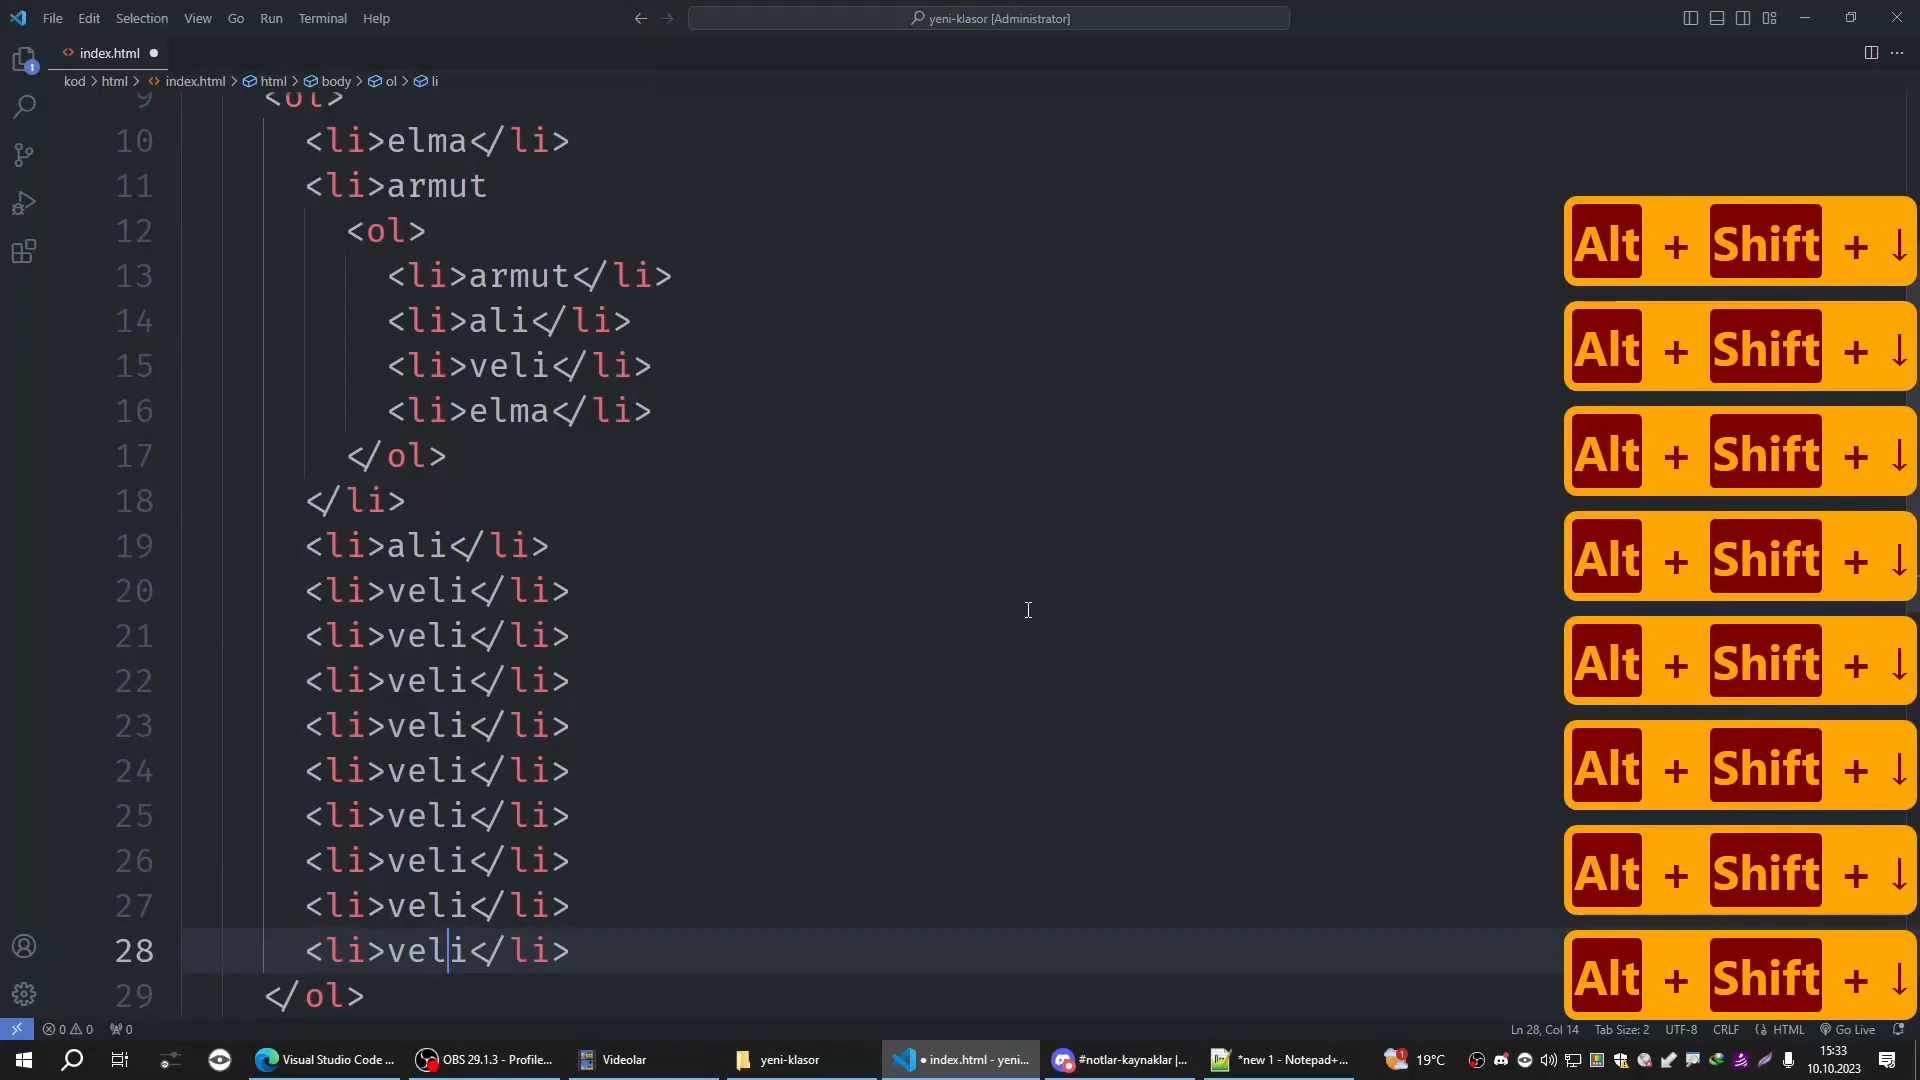 File Edit Selection View Go Run Terminal Help
yeni-klasor [Administrator]
index.html
kod > html > index.html > html > body > ol > li
9 <ol>
10 <li>elma</li>
11 <li>armut
12 <ol>
13 <li>armut</li>
14 <li>ali</li>
15 <li>veli</li>
16 <li>elma</li>
17 </ol>
18 </li>
19 <li>ali</li>
20 <li>veli</li>
21 <li>veli</li>
22 <li>veli</li>
23 <li>veli</li>
24 <li>veli</li>
25 <li>veli</li>
26 <li>veli</li>
27 <li>veli</li>
28 <li>veli</li>
29 </ol>
Alt + Shift + ↓
Alt + Shift + ↓
Alt + Shift + ↓
Alt + Shift + ↓
Alt + Shift + ↓
Alt + Shift + ↓
Alt + Shift + ↓
Alt + Shift + ↓
1
0 0 0
Ln 28, Col 14 Tab Size: 2 UTF-8 CRLF HTML Go Live
Visual Studio Code ... OBS 29.1.3 - Profile... Videolar yeni-klasor ● index.html - yeni... #notlar-kaynaklar |... *new 1 - Notepad+... 1 19°C
15:33
10.10.2023